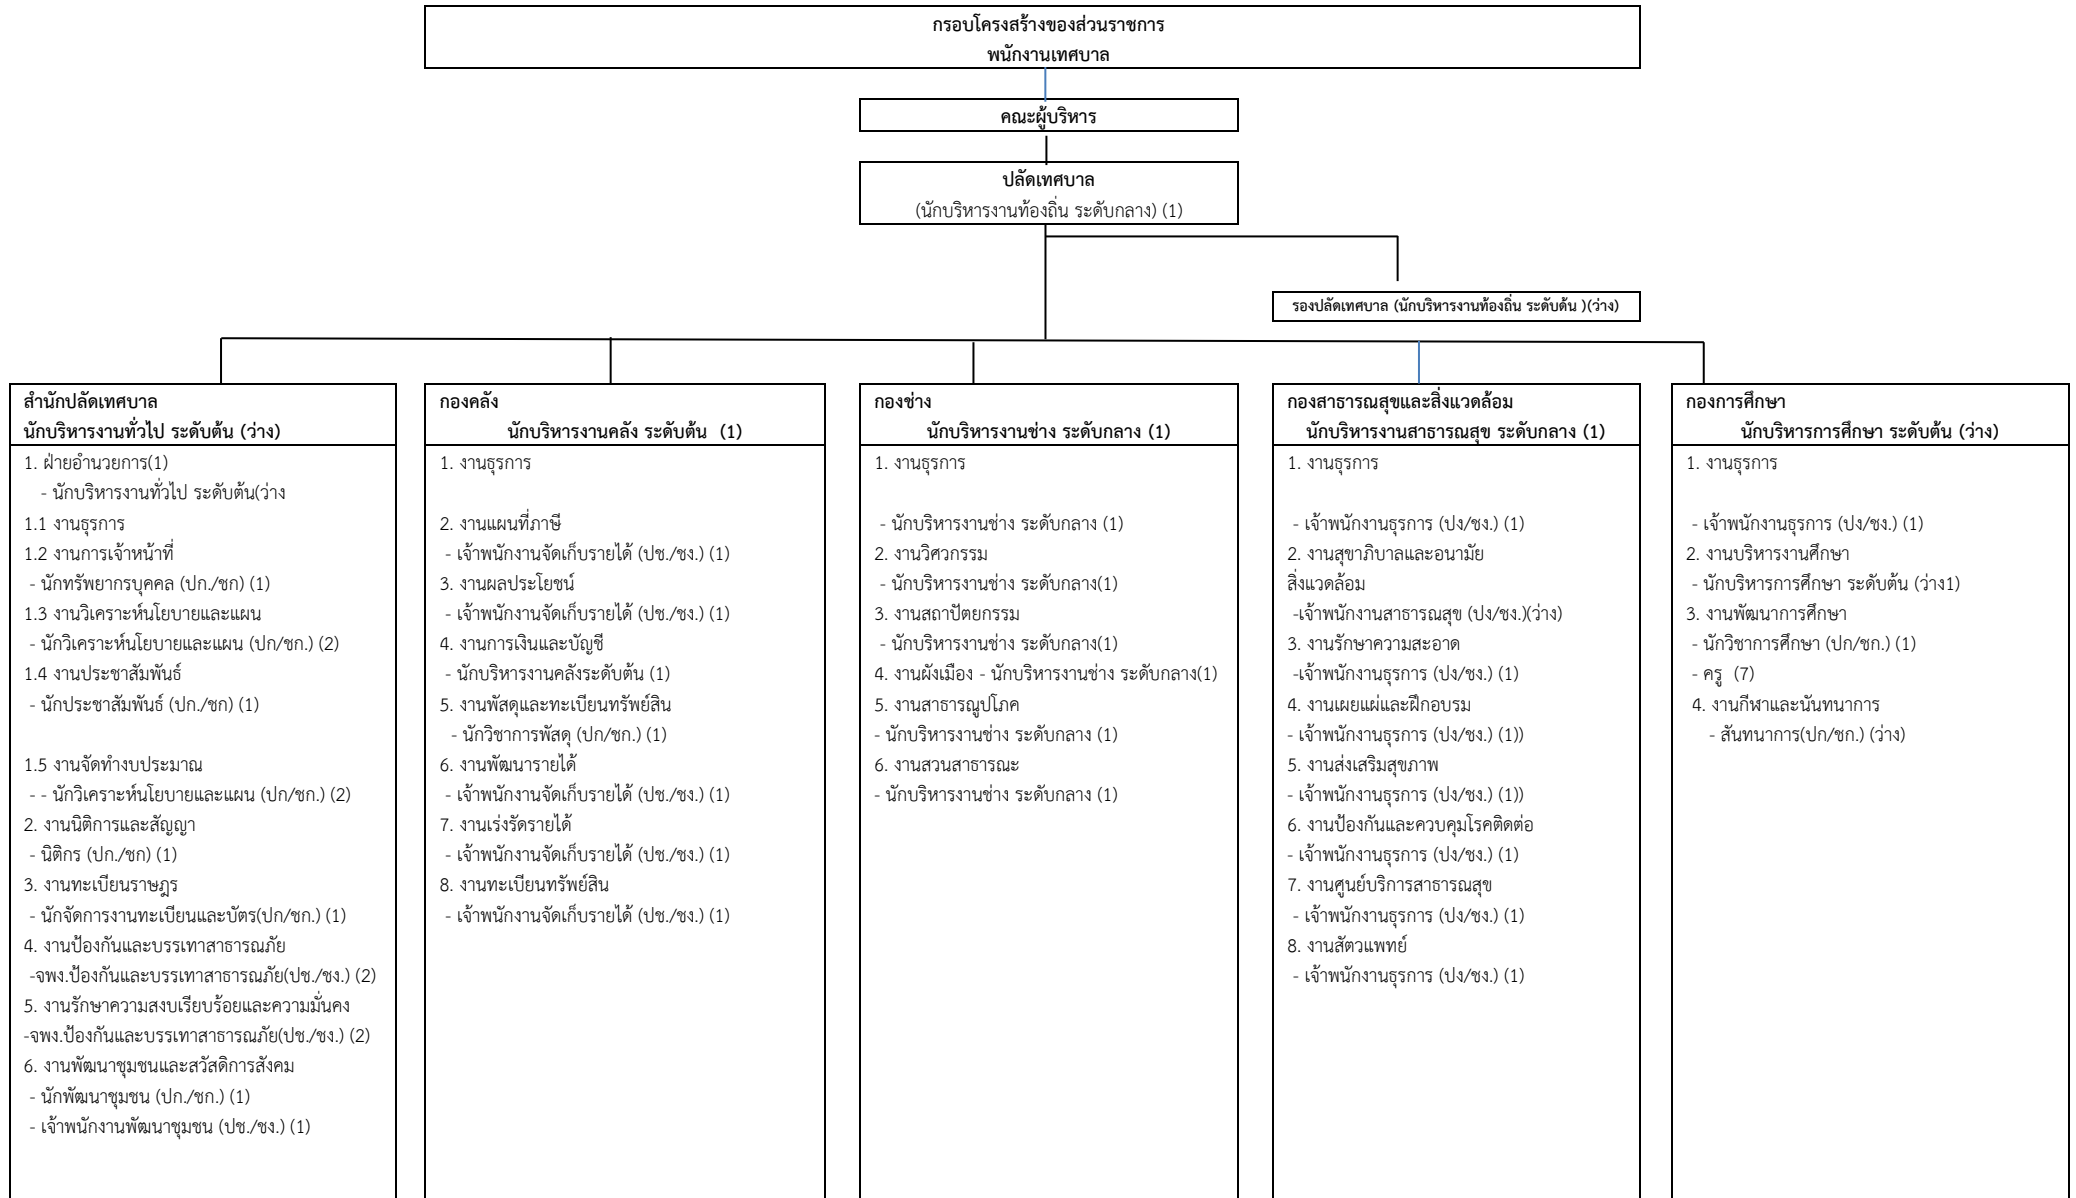 กรอบโครงสร้างของส่วนราชการ
พนักงานเทศบาล
คณะผู้บริหาร
ปลัดเทศบาล
(นักบริหารงานท้องถิ่น ระดับกลาง) (1)
รองปลัดเทศบาล (นักบริหารงานท้องถิ่น ระดับต้น )(ว่าง)
สำนักปลัดเทศบาล
นักบริหารงานทั่วไป ระดับต้น (ว่าง)
1. ฝ่ายอำนวยการ(1)
- นักบริหารงานทั่วไป ระดับต้น(ว่าง
1.1 งานธุรการ
1.2 งานการเจ้าหน้าที่
- นักทรัพยากรบุคคล (ปก./ชก) (1)
1.3 งานวิเคราะห์นโยบายและแผน
- นักวิเคราะห์นโยบายและแผน (ปก/ชก.) (2)
1.4 งานประชาสัมพันธ์
- นักประชาสัมพันธ์ (ปก./ชก) (1)
1.5 งานจัดทำงบประมาณ
- - นักวิเคราะห์นโยบายและแผน (ปก/ชก.) (2)
2. งานนิติการและสัญญา
- นิติกร (ปก./ชก) (1)
3. งานทะเบียนราษฎร
- นักจัดการงานทะเบียนและบัตร(ปก/ชก.) (1)
4. งานป้องกันและบรรเทาสาธารณภัย
-จพง.ป้องกันและบรรเทาสาธารณภัย(ปช./ชง.) (2)
5. งานรักษาความสงบเรียบร้อยและความมั่นคง
-จพง.ป้องกันและบรรเทาสาธารณภัย(ปช./ชง.) (2)
6. งานพัฒนาชุมชนและสวัสดิการสังคม
- นักพัฒนาชุมชน (ปก./ชก.) (1)
- เจ้าพนักงานพัฒนาชุมชน (ปช./ชง.) (1)
กองคลัง
นักบริหารงานคลัง ระดับต้น (1)
1. งานธุรการ
2. งานแผนที่ภาษี
- เจ้าพนักงานจัดเก็บรายได้ (ปช./ชง.) (1)
3. งานผลประโยชน์
- เจ้าพนักงานจัดเก็บรายได้ (ปช./ชง.) (1)
4. งานการเงินและบัญชี
- นักบริหารงานคลังระดับต้น (1)
5. งานพัสดุและทะเบียนทรัพย์สิน
- นักวิชาการพัสดุ (ปก/ชก.) (1)
6. งานพัฒนารายได้
- เจ้าพนักงานจัดเก็บรายได้ (ปช./ชง.) (1)
7. งานเร่งรัดรายได้
- เจ้าพนักงานจัดเก็บรายได้ (ปช./ชง.) (1)
8. งานทะเบียนทรัพย์สิน
- เจ้าพนักงานจัดเก็บรายได้ (ปช./ชง.) (1)
กองช่าง
นักบริหารงานช่าง ระดับกลาง (1)
1. งานธุรการ
- นักบริหารงานช่าง ระดับกลาง (1)
2. งานวิศวกรรม
- นักบริหารงานช่าง ระดับกลาง(1)
3. งานสถาปัตยกรรม
- นักบริหารงานช่าง ระดับกลาง(1)
4. งานผังเมือง - นักบริหารงานช่าง ระดับกลาง(1)
5. งานสาธารณูปโภค
- นักบริหารงานช่าง ระดับกลาง (1)
6. งานสวนสาธารณะ
- นักบริหารงานช่าง ระดับกลาง (1)
กองสาธารณสุขและสิ่งแวดล้อม
นักบริหารงานสาธารณสุข ระดับกลาง (1)
1. งานธุรการ
- เจ้าพนักงานธุรการ (ปง/ชง.) (1)
2. งานสุขาภิบาลและอนามัย
สิ่งแวดล้อม
-เจ้าพนักงานสาธารณสุข (ปง/ชง.)(ว่าง)
3. งานรักษาความสะอาด
-เจ้าพนักงานธุรการ (ปง/ชง.) (1)
4. งานเผยแผ่และฝึกอบรม
- เจ้าพนักงานธุรการ (ปง/ชง.) (1))
5. งานส่งเสริมสุขภาพ
- เจ้าพนักงานธุรการ (ปง/ชง.) (1))
6. งานป้องกันและควบคุมโรคติดต่อ
- เจ้าพนักงานธุรการ (ปง/ชง.) (1)
7. งานศูนย์บริการสาธารณสุข
- เจ้าพนักงานธุรการ (ปง/ชง.) (1)
8. งานสัตวแพทย์
- เจ้าพนักงานธุรการ (ปง/ชง.) (1)
กองการศึกษา
นักบริหารการศึกษา ระดับต้น (ว่าง)
1. งานธุรการ
- เจ้าพนักงานธุรการ (ปง/ชง.) (1)
2. งานบริหารงานศึกษา
- นักบริหารการศึกษา ระดับต้น (ว่าง1)
3. งานพัฒนาการศึกษา
- นักวิชาการศึกษา (ปก/ชก.) (1)
- ครู (7)
4. งานกีฬาและนันทนาการ
- สันทนาการ(ปก/ชก.) (ว่าง)